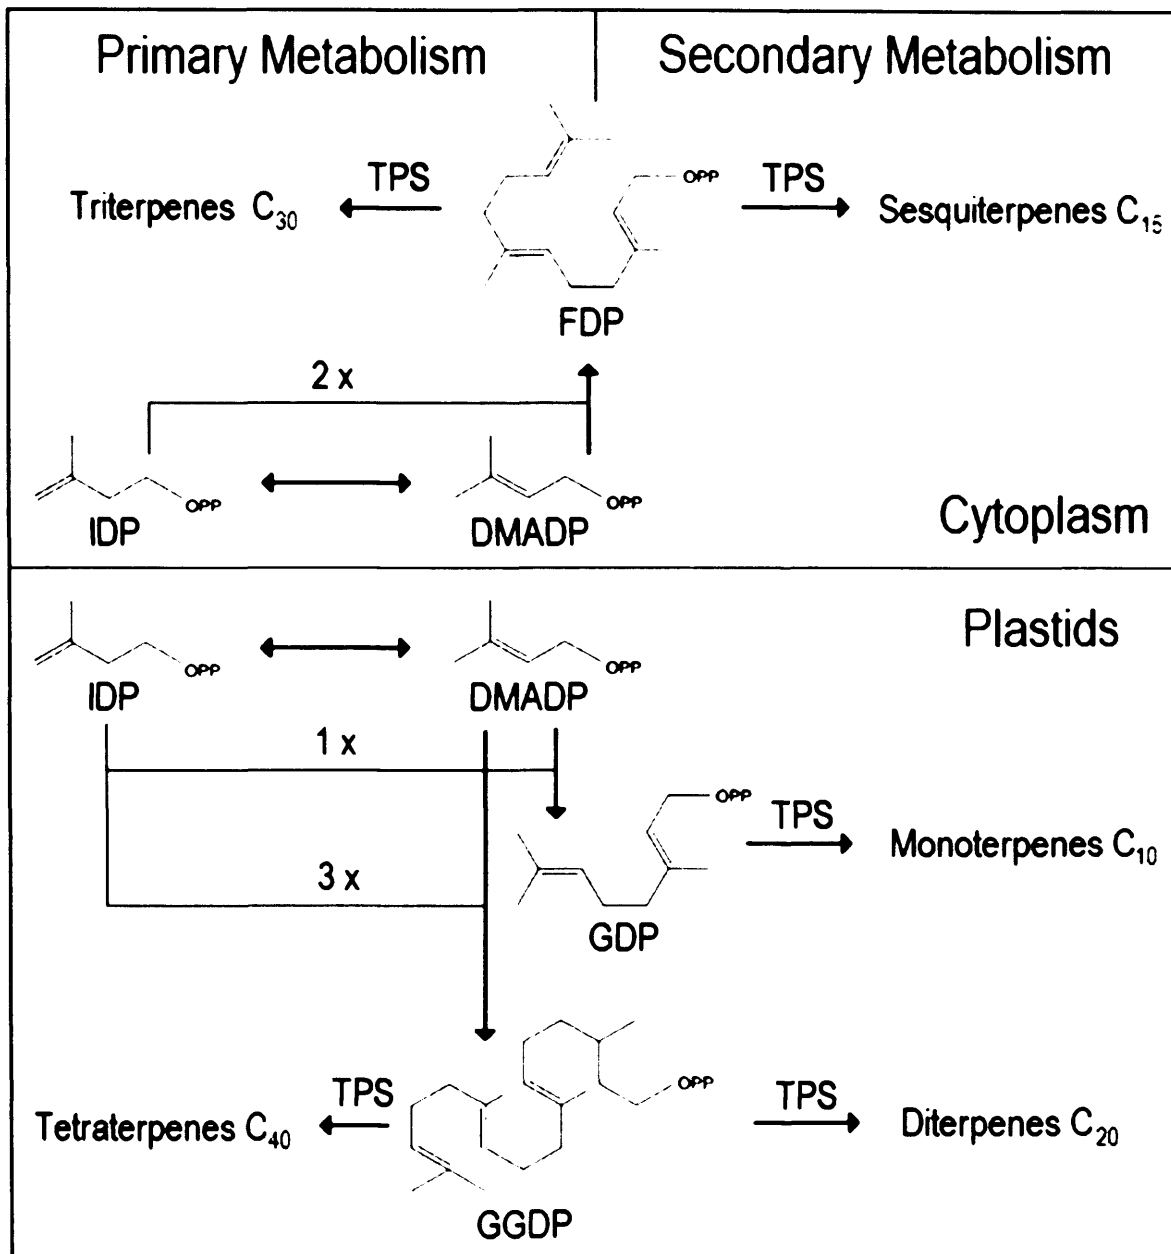 Primary Metabolism
Secondary Metabolism
OPP
TPS
TPS
Triterpenes C30
Sesquiterpenes C15
FDP
2 x
OPP
OPP
IDP
DMADP
Cytoplasm
Plastids
OPP
OPP
IDP
DMADP
1 x
OPP
TPS
Monoterpenes C10
3 x
GDP
OPP
TPS
TPS
Tetraterpenes C40
Diterpenes C20
GGDP